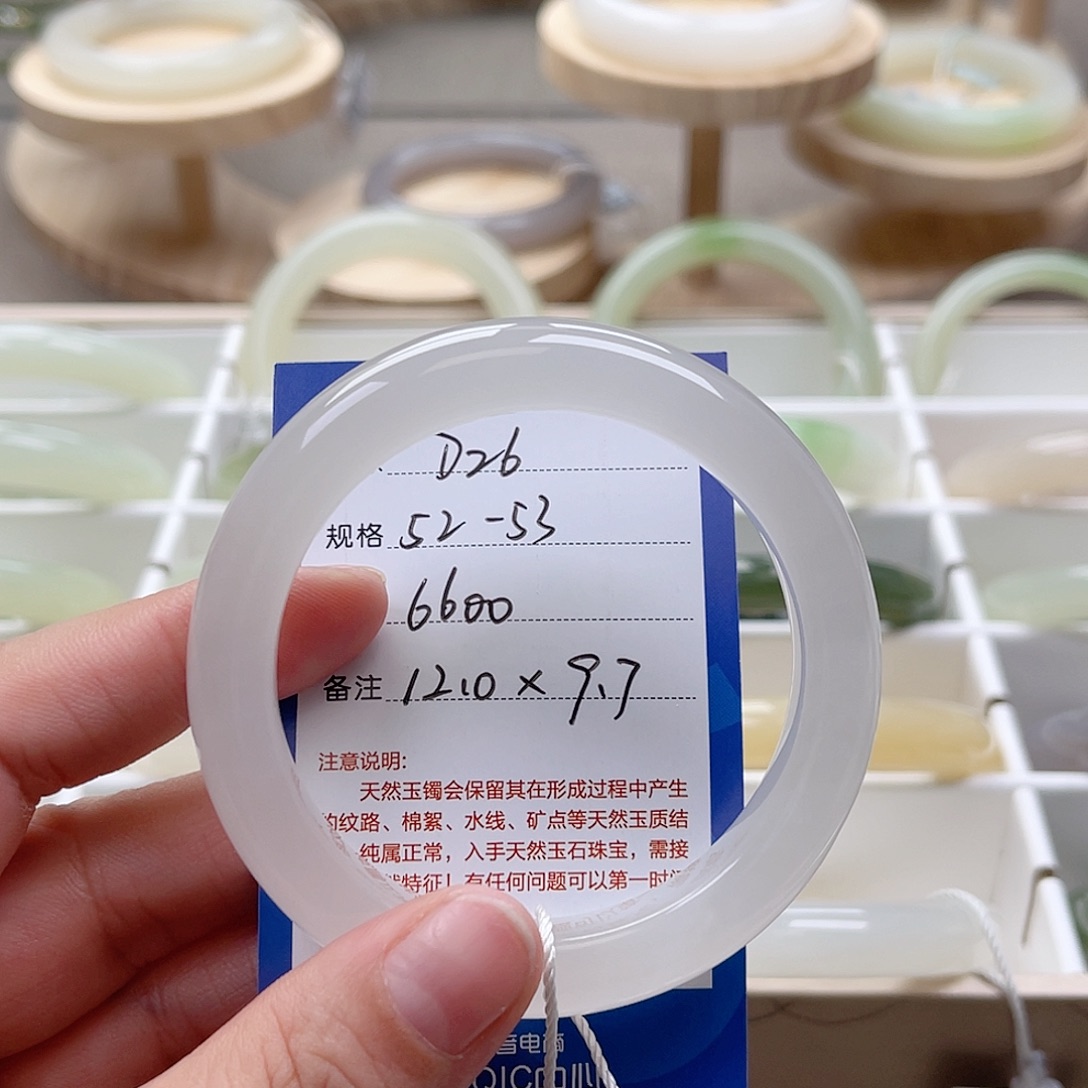 D26
规格 52-53
6600
备注 12.0×9.7
注意说明:
天然玉镯会保留其在形成过程中产生
的纹路、棉絮、水线、矿点等天然玉质结
纯属正常，入手天然玉石珠宝，需接
特征！有任何问题可以第一时
音电商